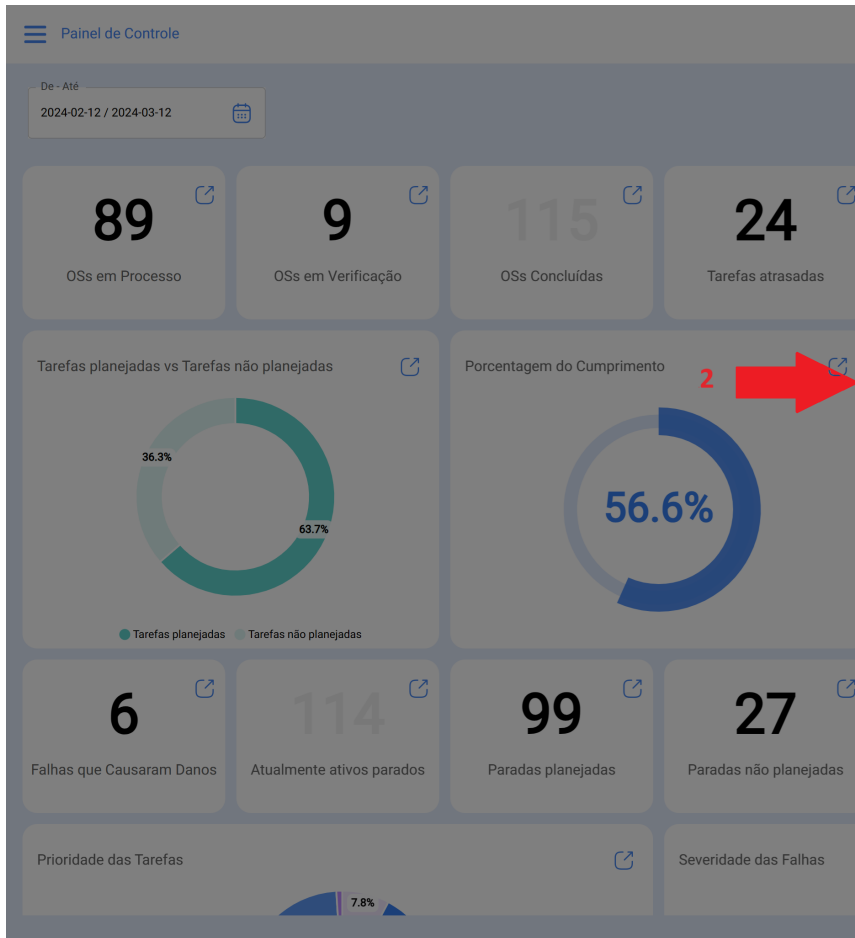 Painel de Controle
De - Até
2024-02-12 / 2024-03-12
89
9
115
24
OSs em Processo
OSs em Verificação
OSs Concluídas
Tarefas atrasadas
Tarefas planejadas vs Tarefas não planejadas
Porcentagem do Cumprimento
2
36.3%
63.7%
56.6%
Tarefas planejadas
Tarefas não planejadas
6
114
99
27
Falhas que Causaram Danos
Atualmente ativos parados
Paradas planejadas
Paradas não planejadas
Prioridade das Tarefas
Severidade das Falhas
7.8%